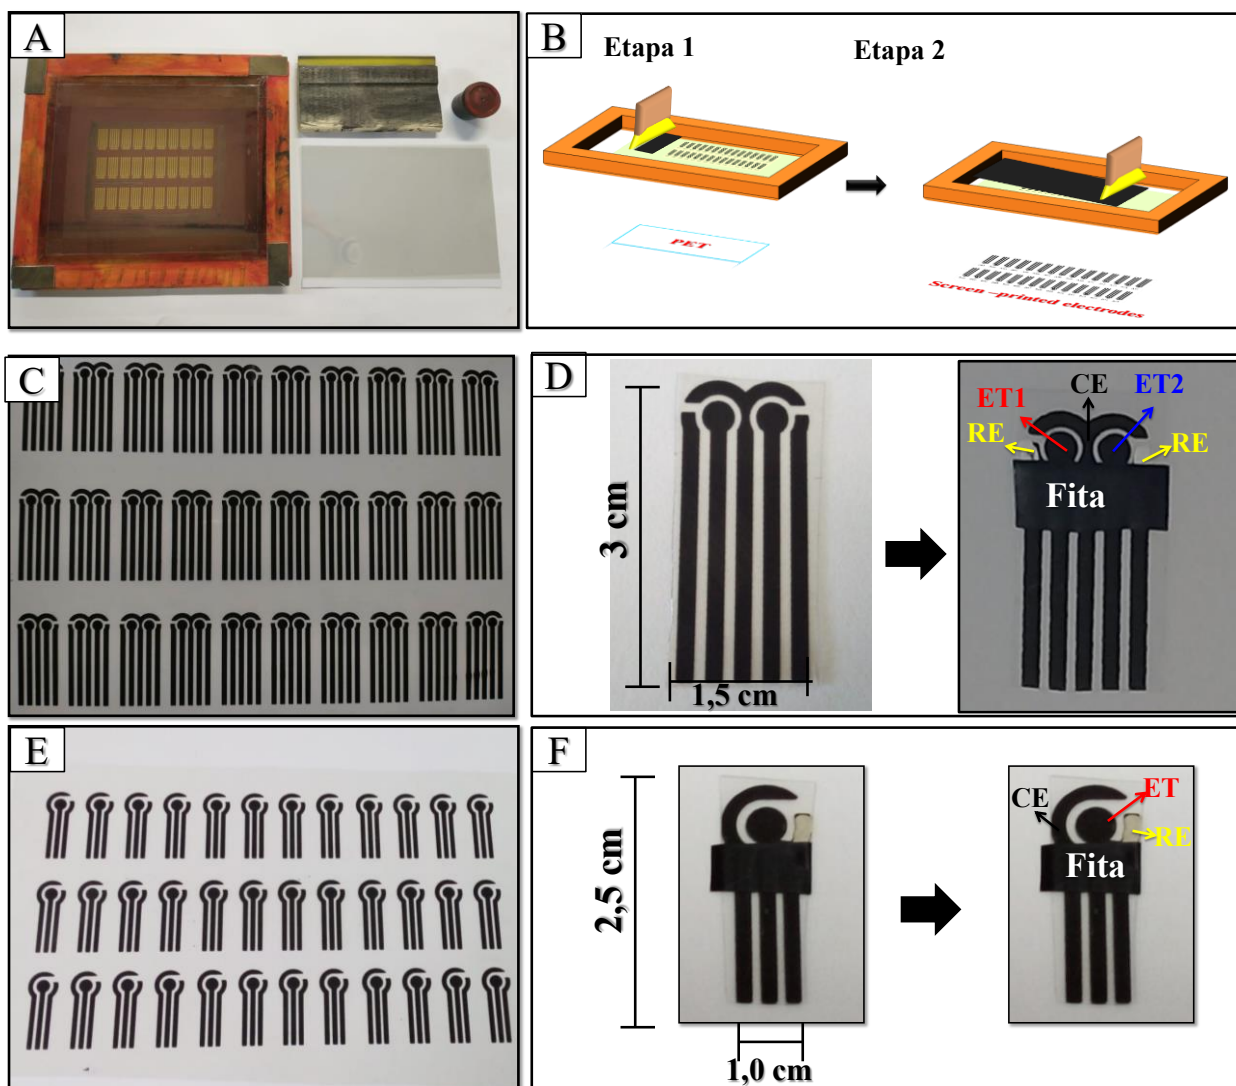 A
B
Etapa 1
Etapa 2
PET
Screen –printed electrodes
C
D
3 cm
1,5 cm
CE
ET1
ET2
RE
RE
Fita
E
F
2,5 cm
1,0 cm
CE
ET
RE
Fita